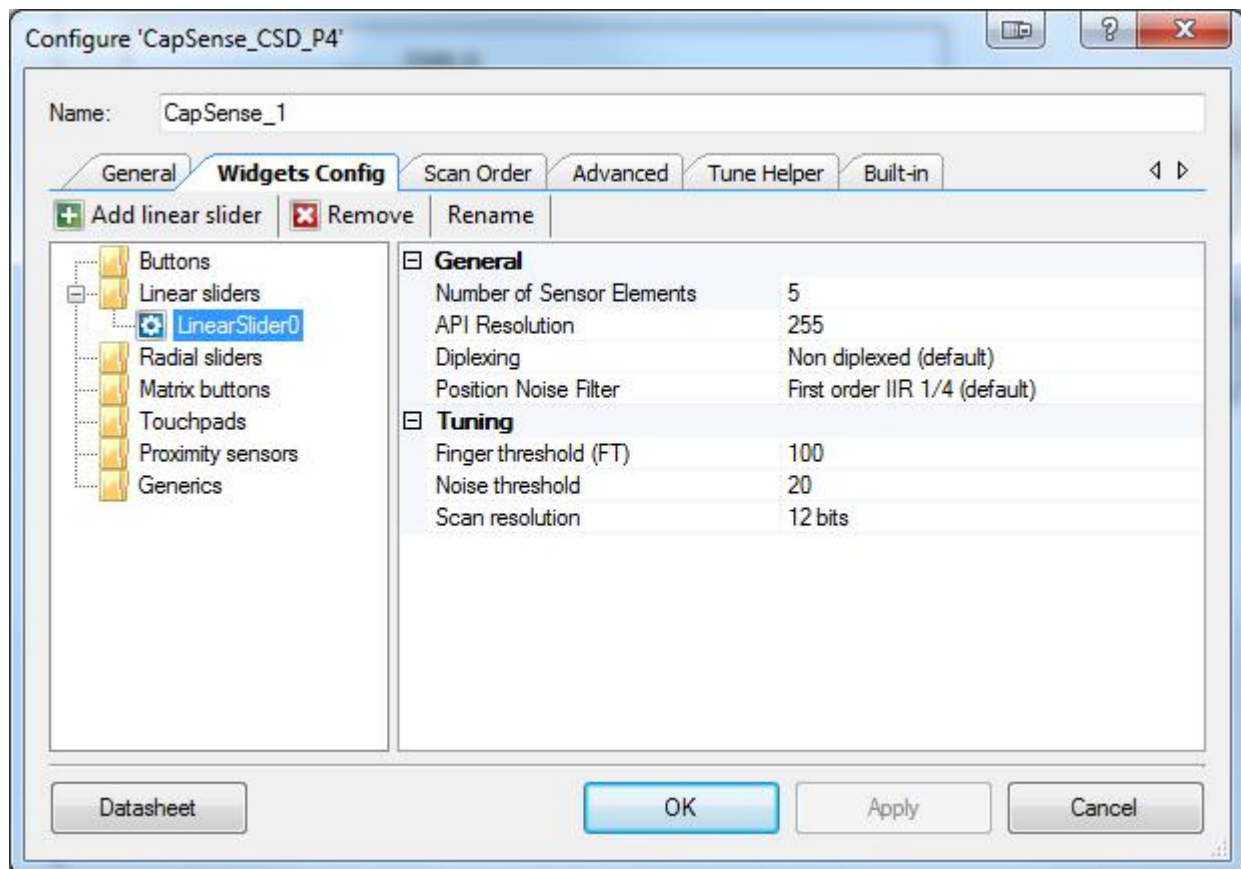 Configure 'CapSense_CSD_P4'
Name: CapSense_1
General Widgets Config Scan Order Advanced Tune Helper Built-in
Add linear slider Remove Rename
Buttons
Linear sliders
LinearSlider0
Radial sliders
Matrix buttons
Touchpads
Proximity sensors
Generics
General
Number of Sensor Elements 5
API Resolution 255
Diplexing Non diplexed (default)
Position Noise Filter First order IIR 1/4 (default)
Tuning
Finger threshold (FT) 100
Noise threshold 20
Scan resolution 12 bits
Datasheet OK Apply Cancel